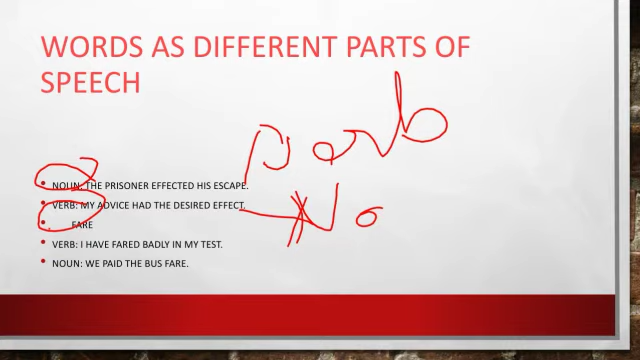 WORDS AS DIFFERENT PARTS OF
SPEECH
NOUN: THE PRISONER EFFECTED HIS ESCAPE.
VERB: MY ADVICE HAD THE DESIRED EFFECT.
FARE
VERB: I HAVE FARED BADLY IN MY TEST.
NOUN: WE PAID THE BUS FARE.
No